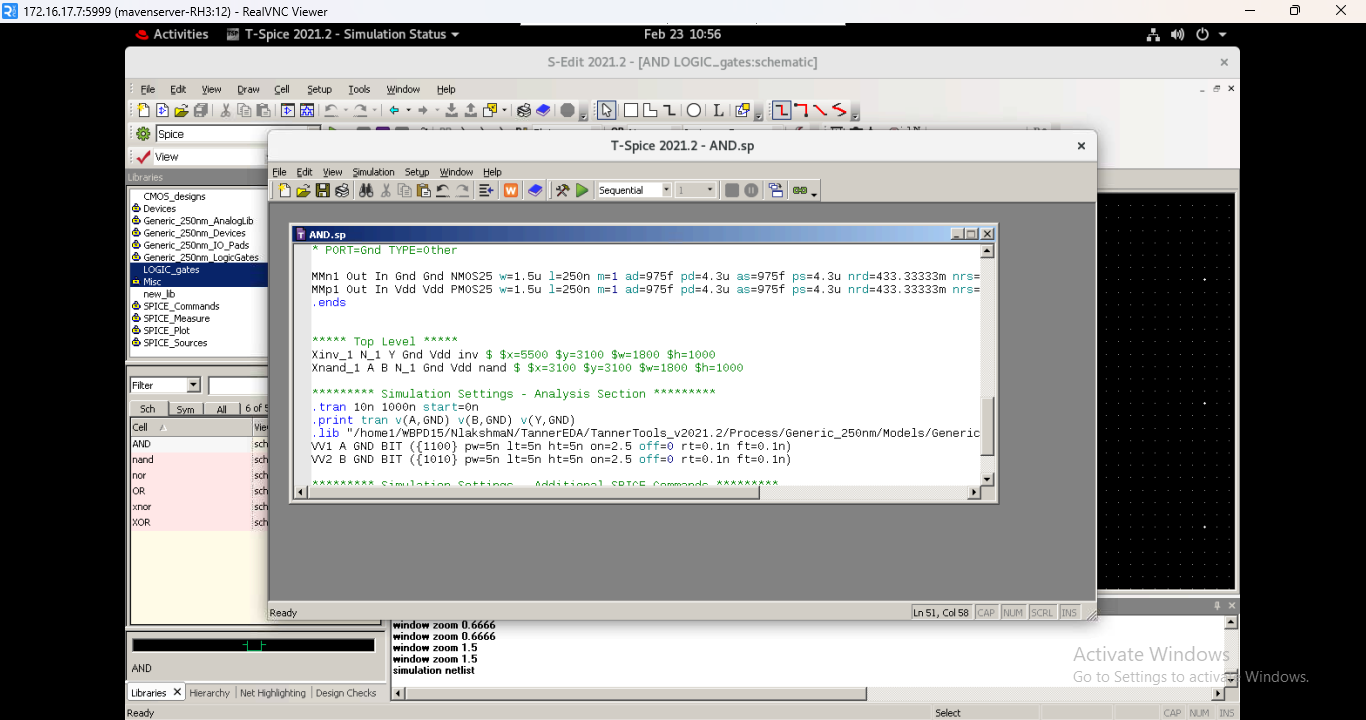 172.16.17.7:5999 (mavenserver-RH3:12) - RealVNC Viewer
Activities T-Spice 2021.2 - Simulation Status Feb 23 10:56
S-Edit 2021.2 - [AND LOGIC_gates:schematic]
File Edit View Draw Cell Setup Tools Window Help
Spice
View
Libraries
CMOS_designs
Devices
Generic_250nm_AnalogLib
Generic_250nm_Devices
Generic_250nm_IO_Pads
Generic_250nm_LogicGates
LOGIC_gates
Misc
new_lib
SPICE_Commands
SPICE_Measure
SPICE_Plot
SPICE_Sources
Filter
Sch Sym All 6 of 5
Cell Vie
AND sch
nand sch
nor sch
OR sch
xnor sch
XOR sch
T-Spice 2021.2 - AND.sp
File Edit View Simulation Setup Window Help
W Sequential 1
AND.sp
* PORT=Gnd TYPE=Other
MMn1 Out In Gnd Gnd NMOS25 w=1.5u l=250n m=1 ad=975f pd=4.3u as=975f ps=4.3u nrd=433.33333m nrs=
MMp1 Out In Vdd Vdd PMOS25 w=1.5u l=250n m=1 ad=975f pd=4.3u as=975f ps=4.3u nrd=433.33333m nrs=
.ends
***** Top Level *****
Xinv_1 N_1 Y Gnd Vdd inv $ $x=5500 $y=3100 $w=1800 $h=1000
Xnand_1 A B N_1 Gnd Vdd nand $ $x=3100 $y=3100 $w=1800 $h=1000
********* Simulation Settings - Analysis Section *********
.tran 10n 1000n start=0n
.print tran v(A,GND) v(B,GND) v(Y,GND)
.lib "/home1/WBPD15/NlakshmaN/TannerEDA/TannerTools_v2021.2/Process/Generic_250nm/Models/Generic
VV1 A GND BIT ({1100} pw=5n lt=5n ht=5n on=2.5 off=0 rt=0.1n ft=0.1n)
VV2 B GND BIT ({1010} pw=5n lt=5n ht=5n on=2.5 off=0 rt=0.1n ft=0.1n)
********* Simulation Settings - Additional SPICE Commands *********
Ready Ln 51, Col 58 CAP NUM SCRL INS
window zoom 0.6666
window zoom 0.6666
window zoom 1.5
window zoom 1.5
simulation netlist
AND
Libraries Hierarchy Net Highlighting Design Checks
Activate Windows
Go to Settings to activate Windows.
Ready Select CAP NUM INS